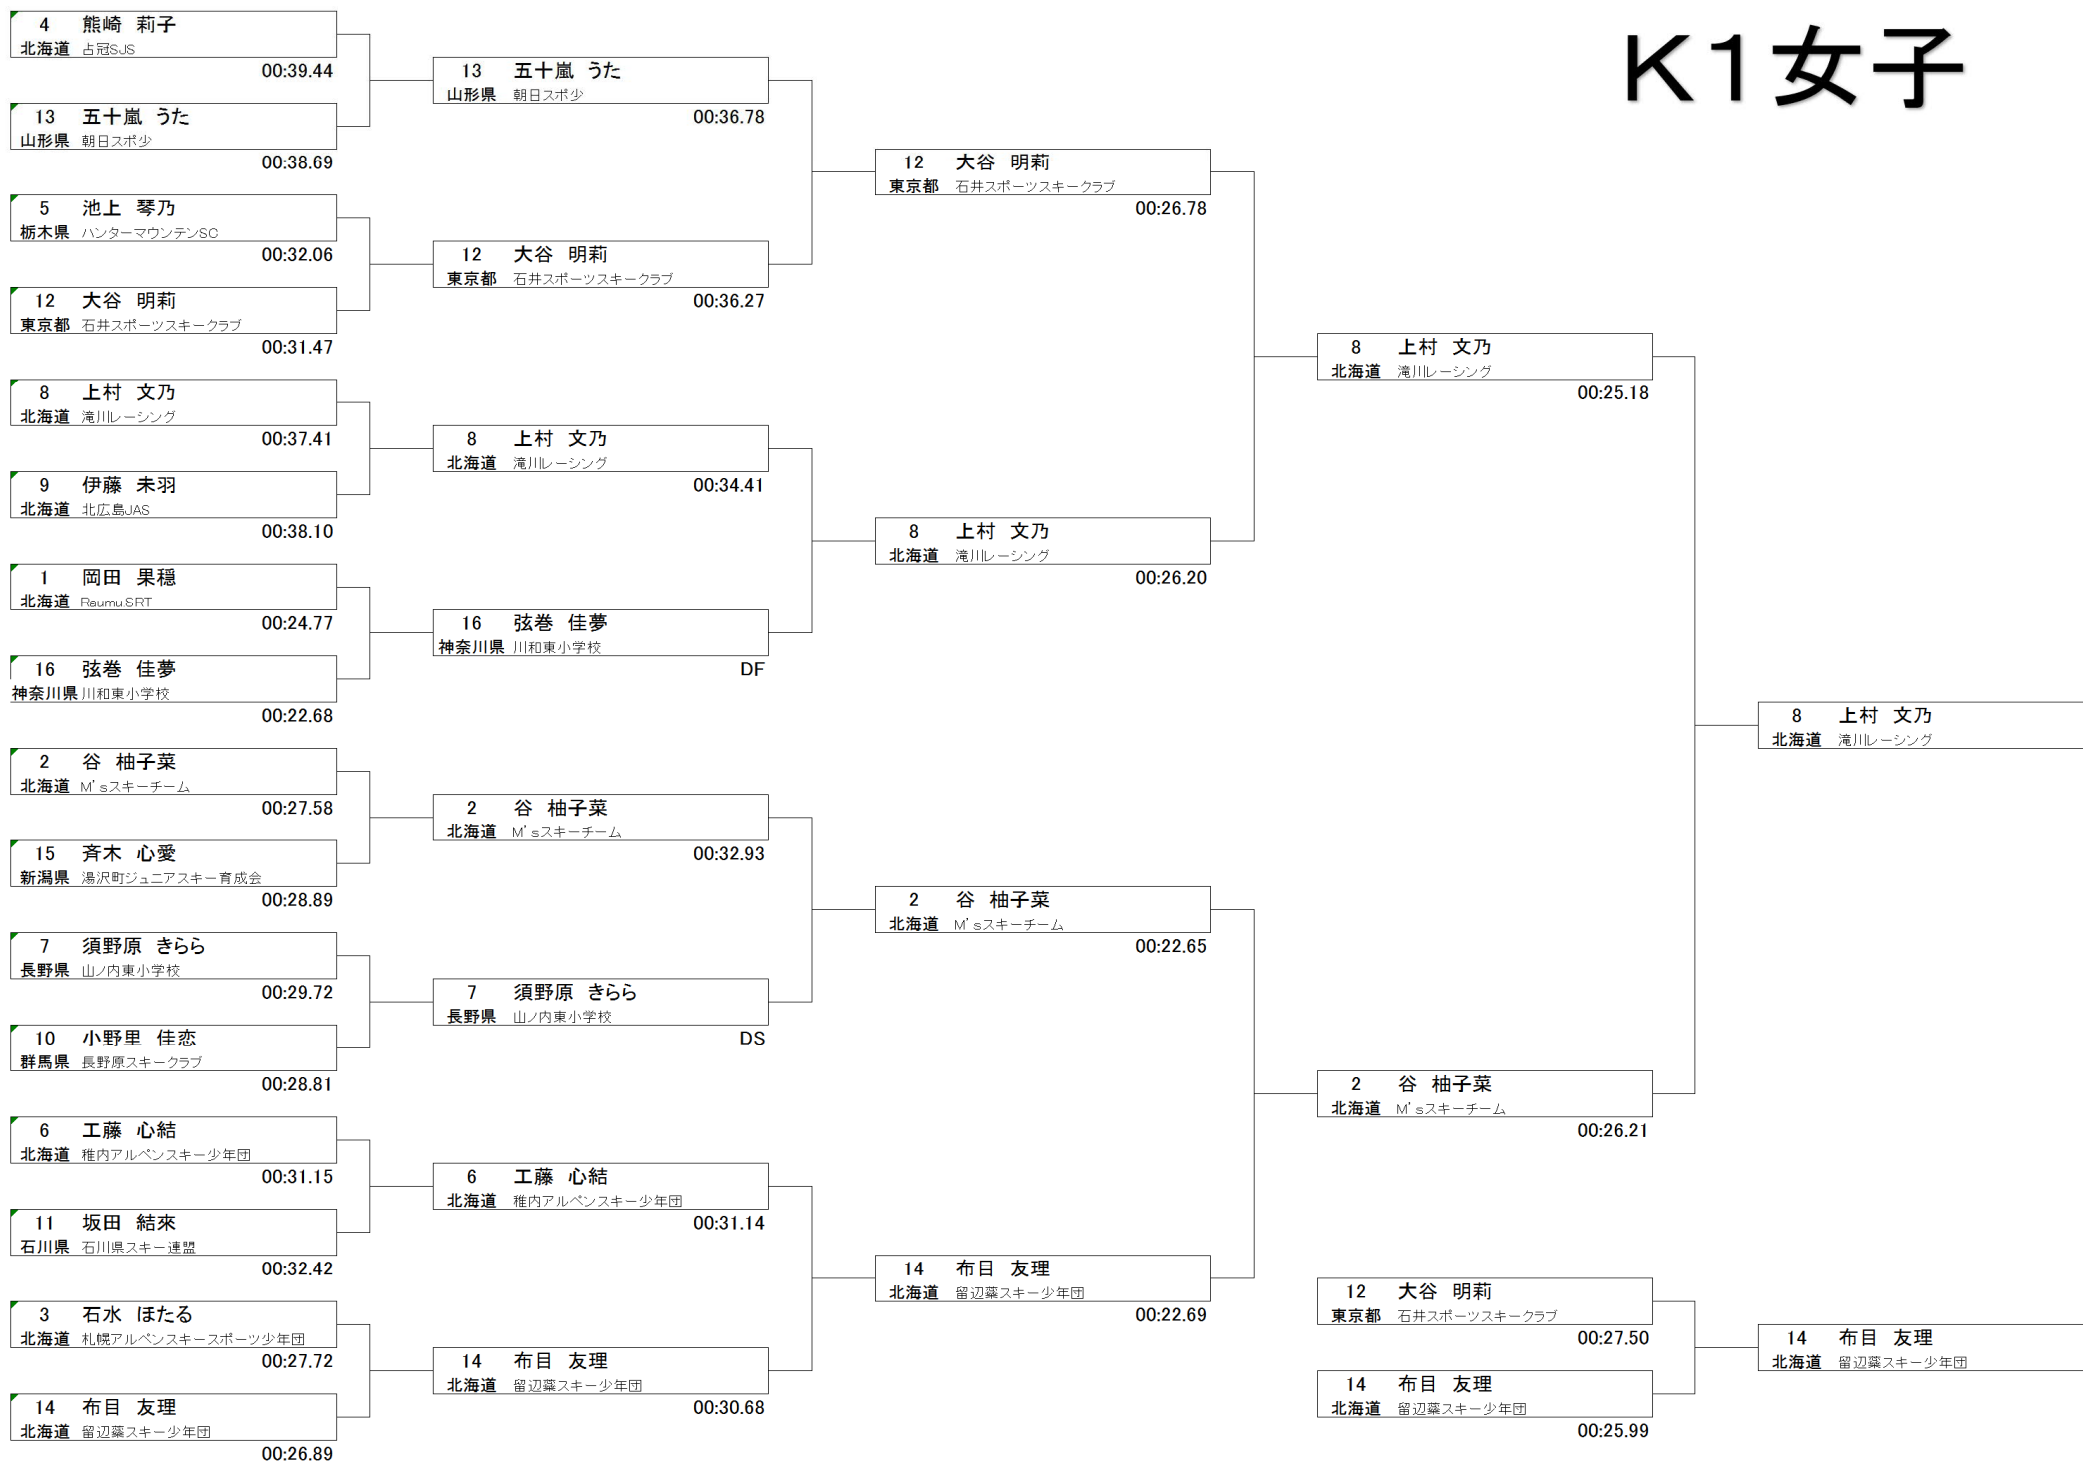 K1女子
4 熊崎 莉子
北海道 占冠SJS
00:39.44
13 五十嵐 うた
山形県 朝日スポ少
00:38.69
5 池上 琴乃
栃木県 ハンターマウンテンSC
00:32.06
12 大谷 明莉
東京都 石井スポーツスキークラブ
00:31.47
8 上村 文乃
北海道 滝川レーシング
00:37.41
9 伊藤 未羽
北海道 北広島JAS
00:38.10
1 岡田 果穏
北海道 Reumu.SRT
00:24.77
16 弦巻 佳夢
神奈川県 川和東小学校
00:22.68
2 谷 柚子菜
北海道 M'sスキーチーム
00:27.58
15 斉木 心愛
新潟県 湯沢町ジュニアスキー育成会
00:28.89
7 須野原 きらら
長野県 山ノ内東小学校
00:29.72
10 小野里 佳恋
群馬県 長野原スキークラブ
00:28.81
6 工藤 心結
北海道 稚内アルペンスキー少年団
00:31.15
11 坂田 結來
石川県 石川県スキー連盟
00:32.42
3 石水 ほたる
北海道 札幌アルペンスキースポーツ少年団
00:27.72
14 布目 友理
北海道 留辺蘂スキー少年団
00:26.89
13 五十嵐 うた
山形県 朝日スポ少
00:36.78
12 大谷 明莉
東京都 石井スポーツスキークラブ
00:36.27
8 上村 文乃
北海道 滝川レーシング
00:34.41
16 弦巻 佳夢
神奈川県 川和東小学校
DF
2 谷 柚子菜
北海道 M'sスキーチーム
00:32.93
7 須野原 きらら
長野県 山ノ内東小学校
DS
6 工藤 心結
北海道 稚内アルペンスキー少年団
00:31.14
14 布目 友理
北海道 留辺蘂スキー少年団
00:30.68
12 大谷 明莉
東京都 石井スポーツスキークラブ
00:26.78
8 上村 文乃
北海道 滝川レーシング
00:26.20
2 谷 柚子菜
北海道 M'sスキーチーム
00:22.65
14 布目 友理
北海道 留辺蘂スキー少年団
00:22.69
8 上村 文乃
北海道 滝川レーシング
00:25.18
2 谷 柚子菜
北海道 M'sスキーチーム
00:26.21
12 大谷 明莉
東京都 石井スポーツスキークラブ
00:27.50
14 布目 友理
北海道 留辺蘂スキー少年団
00:25.99
8 上村 文乃
北海道 滝川レーシング
14 布目 友理
北海道 留辺蘂スキー少年団